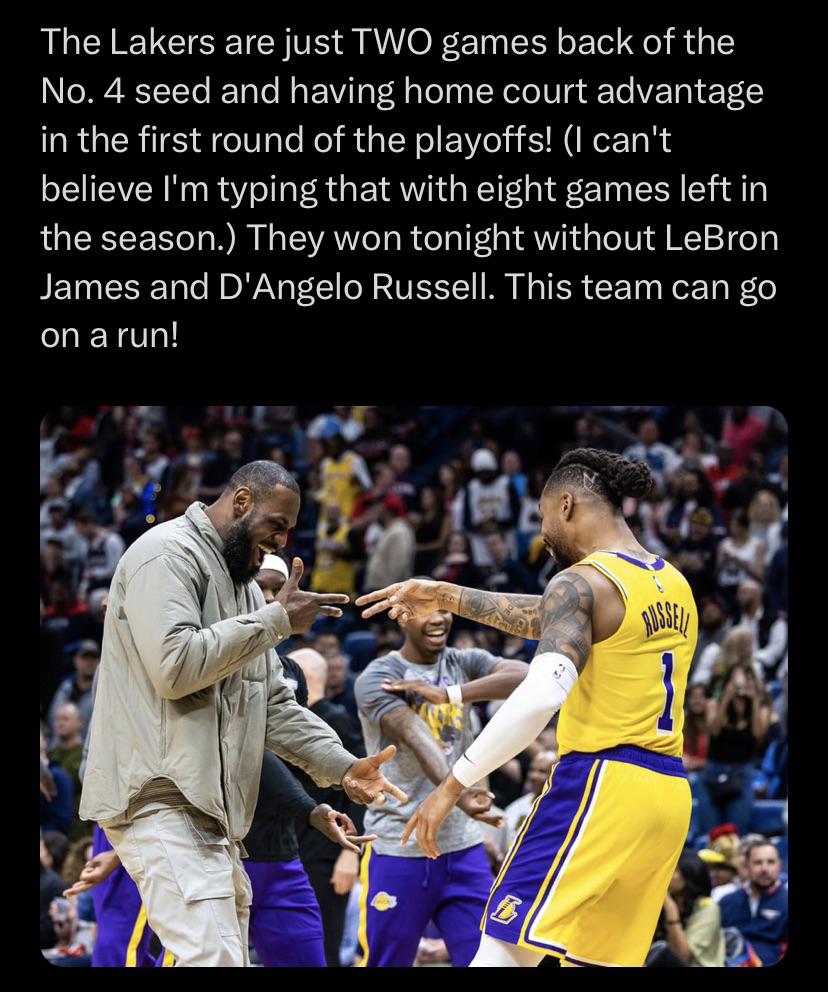 The Lakers are just TWO games back of the
No. 4 seed and having home court advantage
in the first round of the playoffs! (I can't
believe I'm typing that with eight games left in
the season.) They won tonight without LeBron
James and D'Angelo Russell. This team can go
on a run!
RUSSELL
1